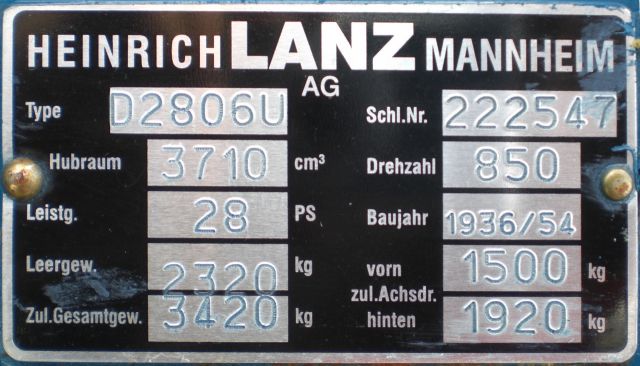 HEINRICH LANZ MANNHEIM
AG
Type D2806U Schl.Nr. 222547
Hubraum 3710 cm³ Drehzahl 850
Leistg. 28 PS Baujahr 1936/54
Leergew. 2320 kg vorn 1500 kg
zul.Achsdr.
Zul.Gesamtgew. 3420 kg hinten 1920 kg